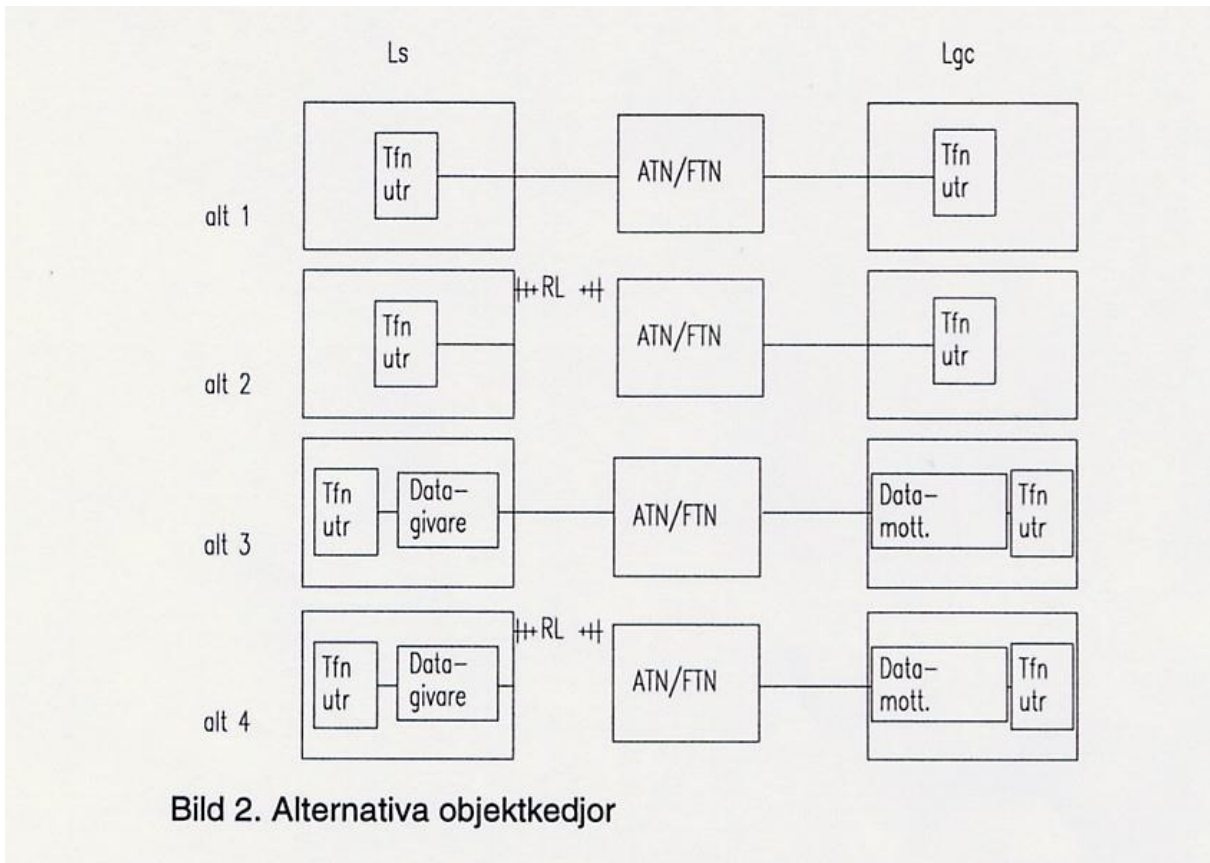 Ls
Lgc
alt 1
Tfn
utr
ATN/FTN
Tfn
utr
alt 2
Tfn
utr
RL
ATN/FTN
Tfn
utr
alt 3
Tfn
utr
Data-
givare
ATN/FTN
Data-
mott.
Tfn
utr
alt 4
Tfn
utr
Data-
givare
RL
ATN/FTN
Data-
mott.
Tfn
utr
Bild 2. Alternativa objektkedjor